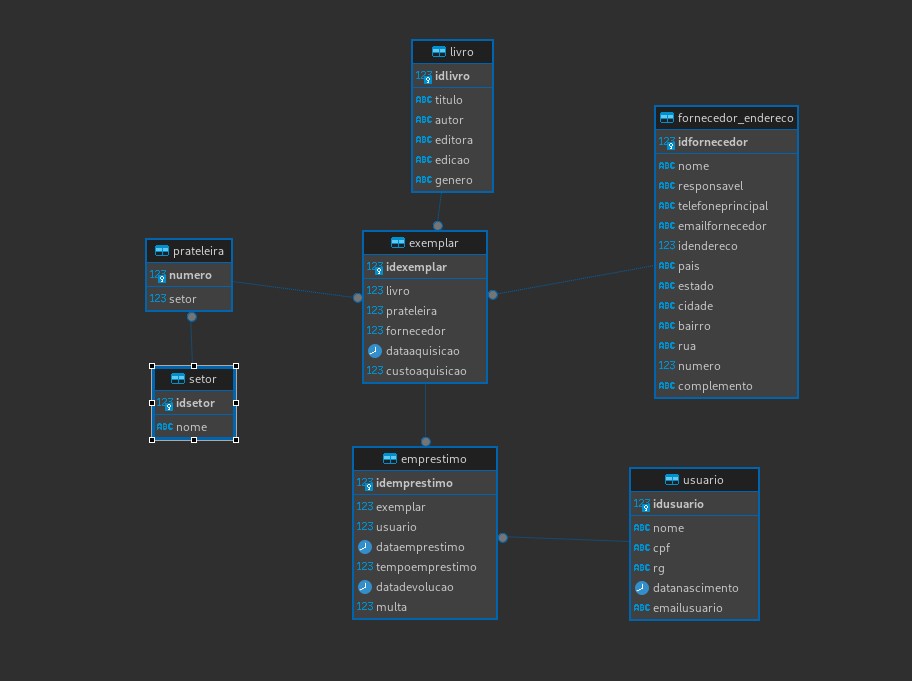 livro
123 idlivro
ABC titulo
ABC autor
ABC editora
ABC edicao
ABC genero
fornecedor_endereco
123 idfornecedor
ABC nome
ABC responsavel
ABC telefoneprincipal
ABC emailfornecedor
123 idendereco
ABC pais
ABC estado
ABC cidade
ABC bairro
ABC rua
123 numero
ABC complemento
prateleira
123 numero
123 setor
exemplar
123 idexemplar
123 livro
123 prateleira
123 fornecedor
dataaquisicao
123 custoaquisicao
setor
123 idsetor
ABC nome
emprestimo
123 idemprestimo
123 exemplar
123 usuario
dataemprestimo
123 tempoemprestimo
datadevolucao
123 multa
usuario
123 idusuario
ABC nome
ABC cpf
ABC rg
datanascimento
ABC emailusuario